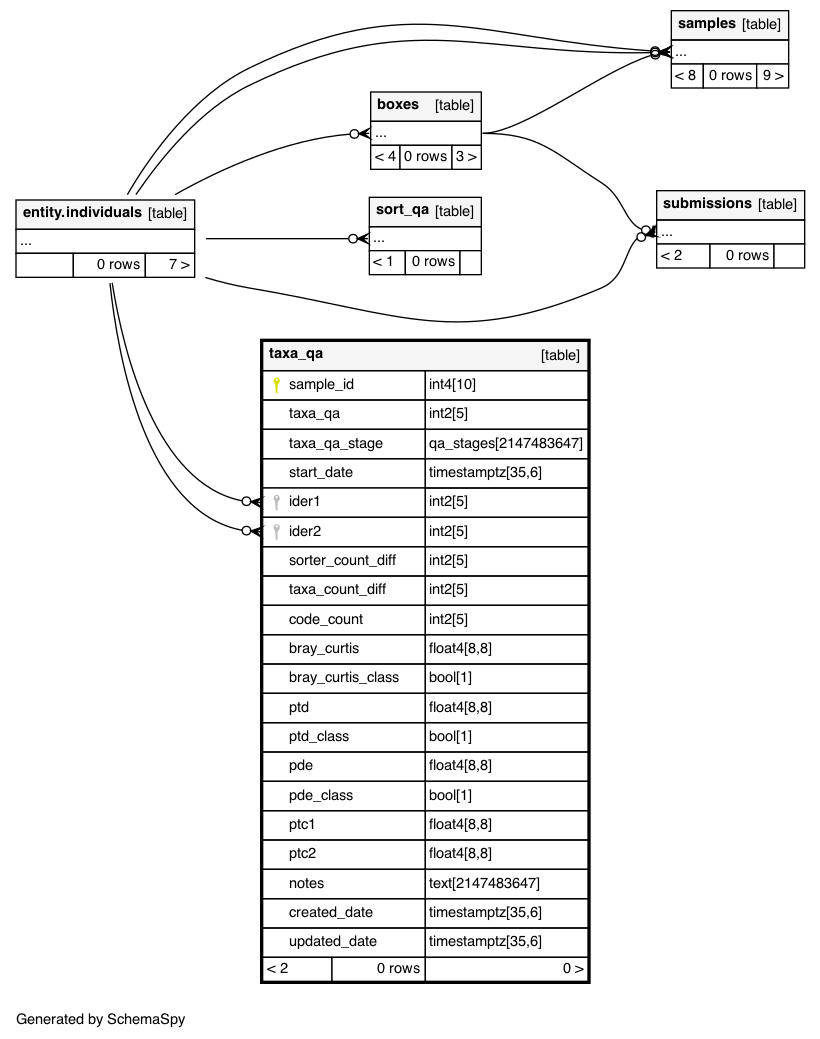 samples [table]
...
< 8 0 rows 9 >
boxes [table]
...
< 4 0 rows 3 >
entity.individuals [table]
...
0 rows 7 >
sort_qa [table]
...
< 1 0 rows
submissions [table]
...
< 2 0 rows
taxa_qa [table]
sample_id int4[10]
taxa_qa int2[5]
taxa_qa_stage qa_stages[2147483647]
start_date timestamptz[35,6]
ider1 int2[5]
ider2 int2[5]
sorter_count_diff int2[5]
taxa_count_diff int2[5]
code_count int2[5]
bray_curtis float4[8,8]
bray_curtis_class bool[1]
ptd float4[8,8]
ptd_class bool[1]
pde float4[8,8]
pde_class bool[1]
ptc1 float4[8,8]
ptc2 float4[8,8]
notes text[2147483647]
created_date timestamptz[35,6]
updated_date timestamptz[35,6]
< 2 0 rows 0 >
Generated by SchemaSpy